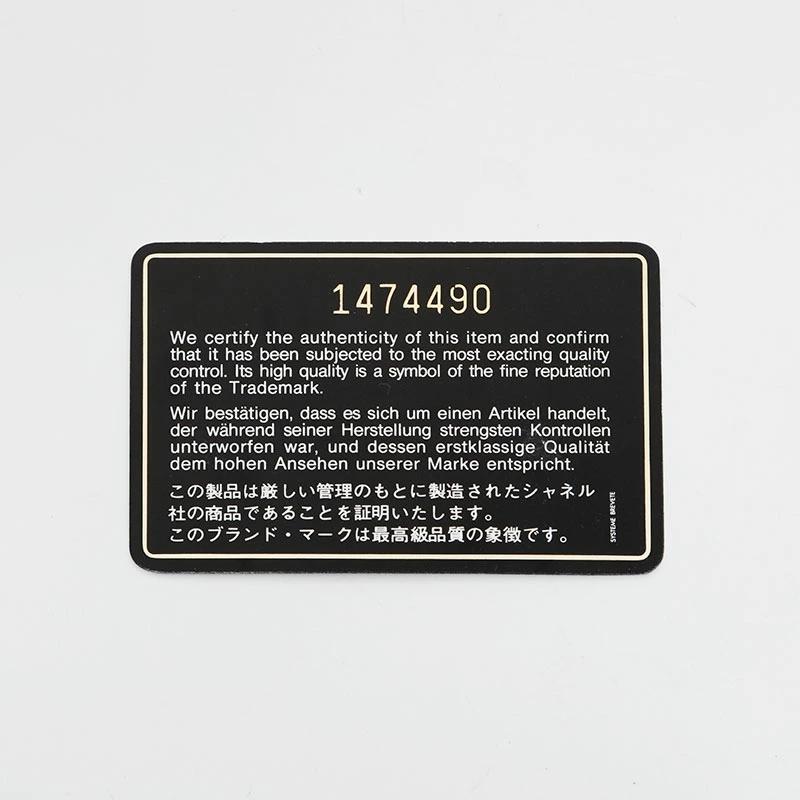 1474490
We certify the authenticity of this item and confirm
that it has been subjected to the most exacting quality
control. Its high quality is a symbol of the fine reputation
of the Trademark.
Wir bestätigen, dass es sich um einen Artikel handelt,
der während seiner Herstellung strengsten Kontrollen
unterworfen war, und dessen erstklassige Qualität
dem hohen Ansehen unserer Marke entspricht.
この製品は厳しい管理のもとに製造されたシャネル
社の商品であることを証明いたします。
このブランド・マークは最高級品質の象徴です。
SYSTEME BREVETE